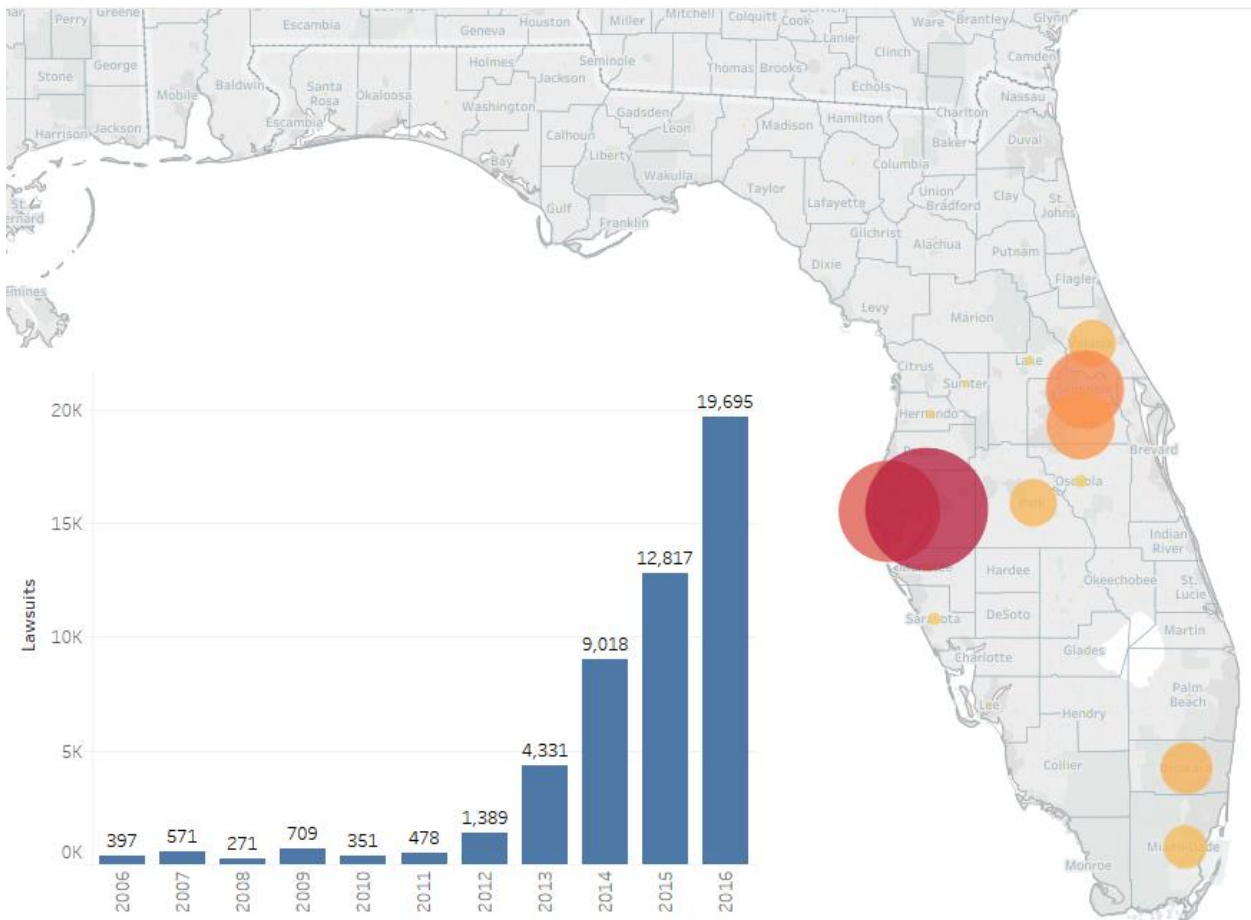 Perry
Greene
Stone
George
Harrison
Jackson
Mobile
Baldwin
Escambia
Escambia
Santa
Rosa
Okaloosa
Geneva
Houston
Holmes
Jackson
Washington
Bay
Calhoun
Gulf
Liberty
Franklin
Gadsden
Leon
Wakulla
Miller
Mitchell
Colquitt
Cook
Seminole
Thomas
Brooks
Lanier
Clinch
Echols
Ware
Brantley
Glynn
Camden
Charlton
Nassau
Duval
Baker
Madison
Hamilton
Columbia
Taylor
Lafayette
Union
Bradford
Clay
St.
Johns
Gilchrist
Alachua
Putnam
Dixie
Flagler
Levy
Marion
Citrus
Sumter
Lake
Hernando
Brevard
Osceola
Polk
Indian
River
Hardee
Okeechobee
St.
Lucie
Sarasota
DeSoto
Martin
Charlotte
Glades
Lee
Hendry
Palm
Beach
Collier
Broward
Miami-Dade
Monroe
Lawsuits
20K
15K
10K
5K
0K
397
571
271
709
351
478
1,389
4,331
9,018
12,817
19,695
2006
2007
2008
2009
2010
2011
2012
2013
2014
2015
2016